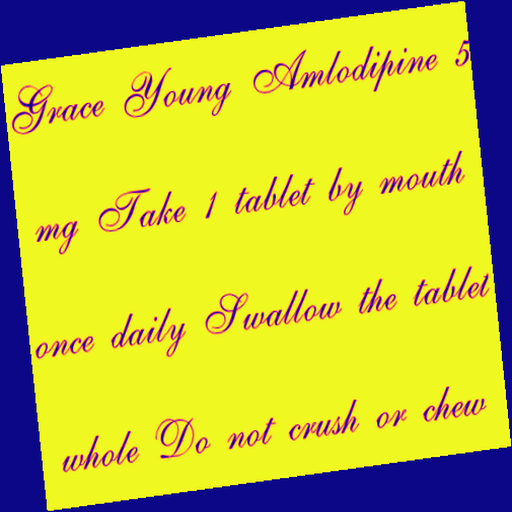 Grace Young Amlodipine 5
mg Take 1 tablet by mouth
once daily Swallow the tablet
whole Do not crush or chew